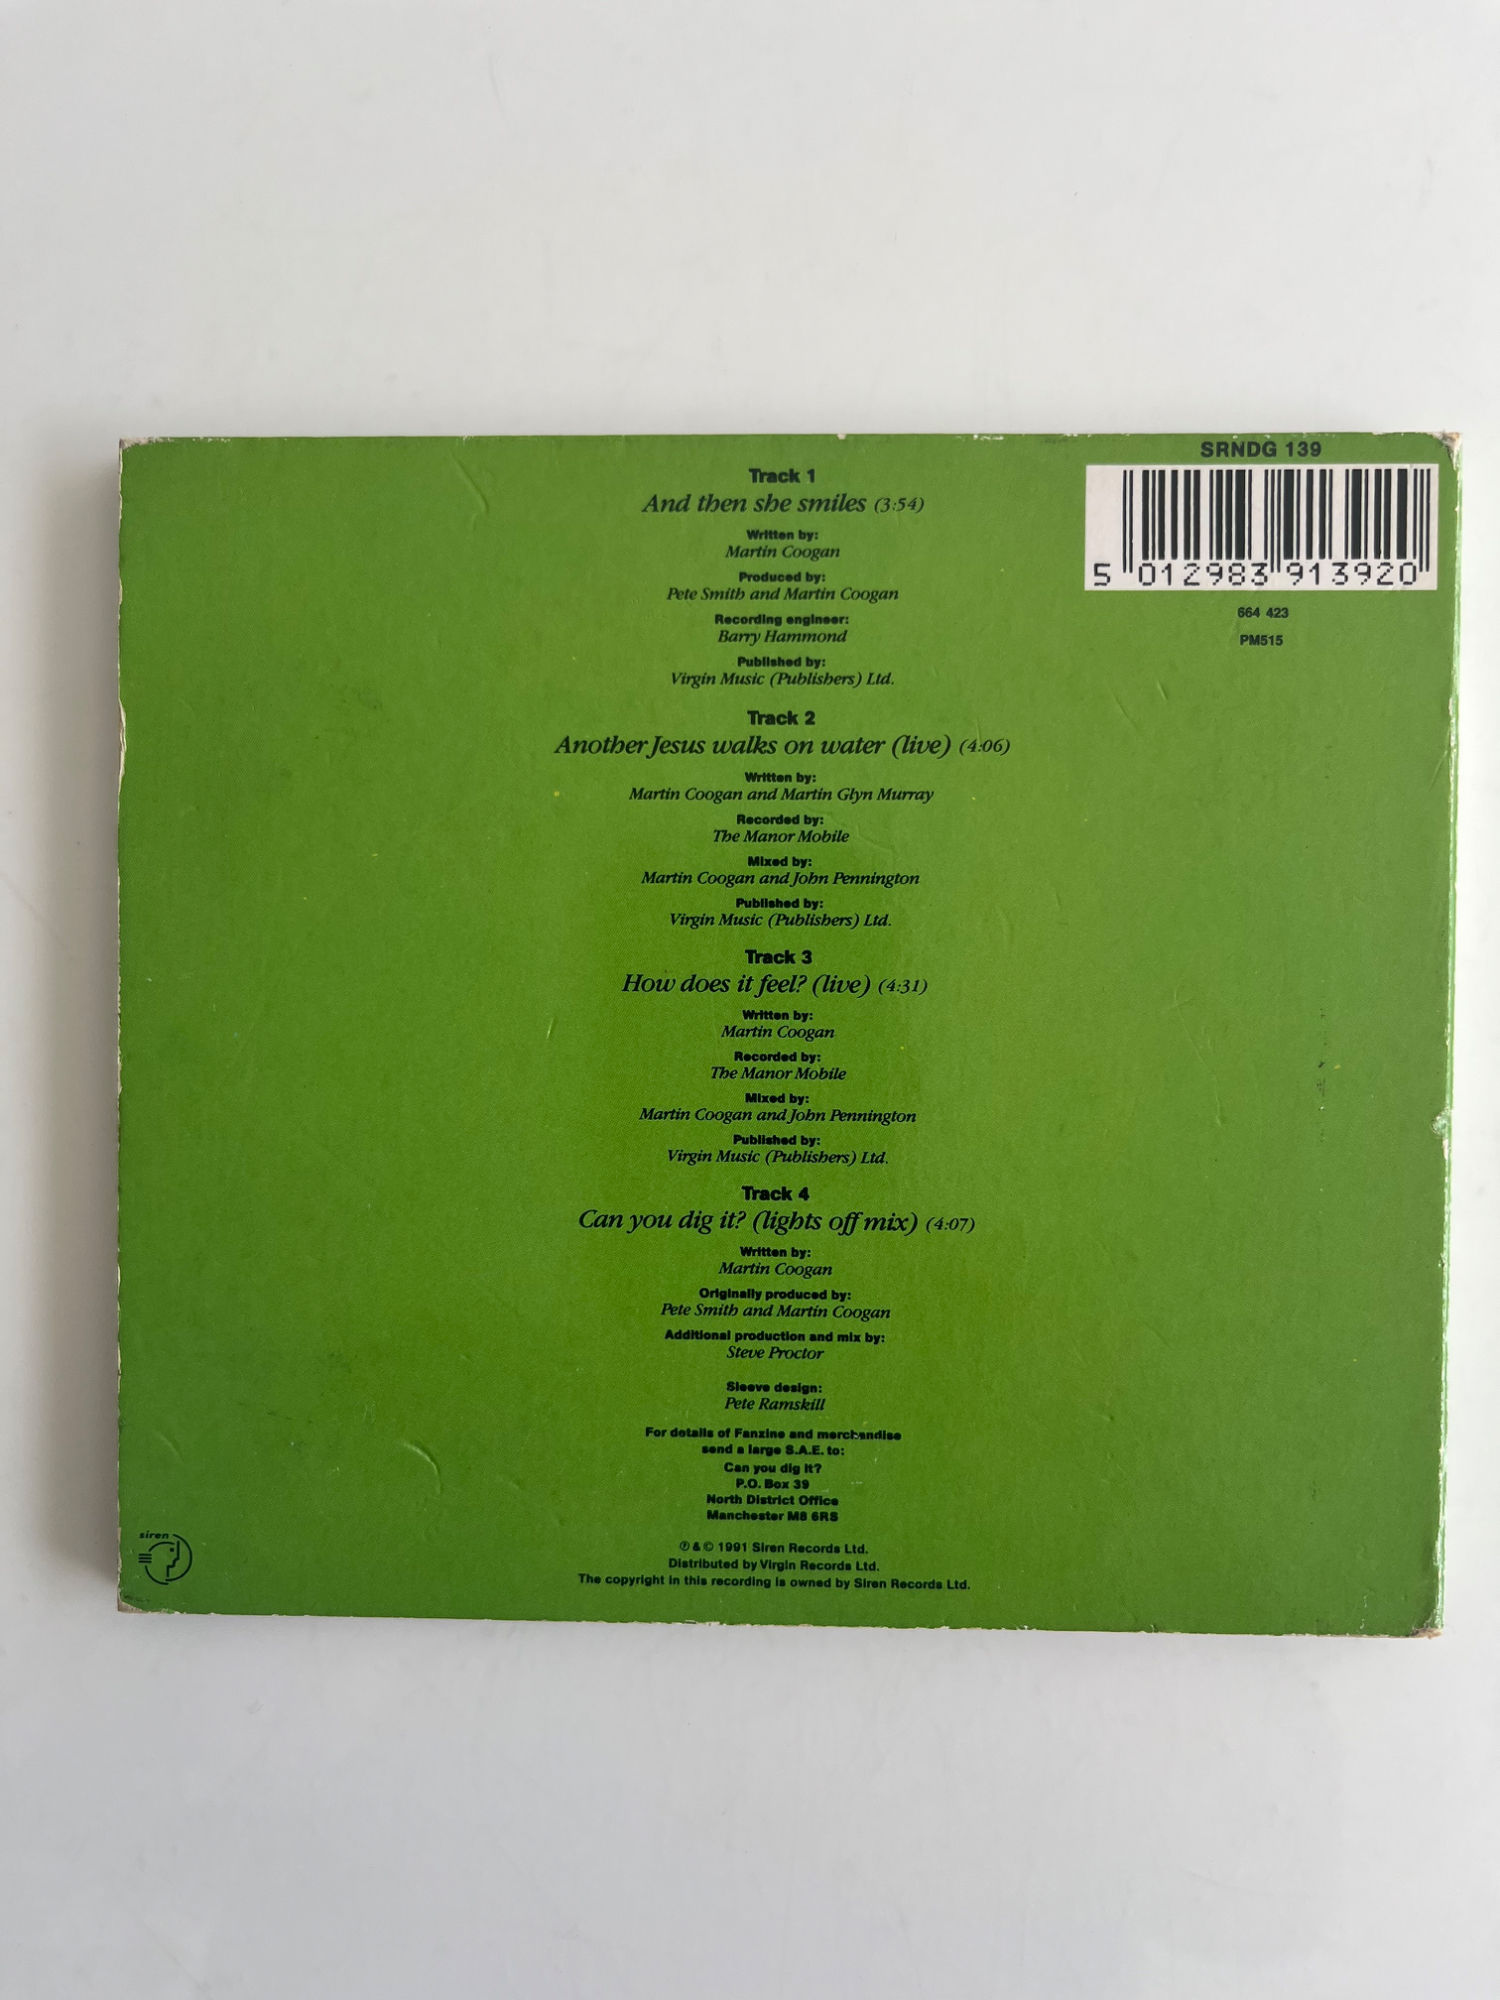 SRNDG 139
5 012983 913920
664 423
PM515
Track 1
And then she smiles (3:54)
Written by:
Martin Coogan
Produced by:
Pete Smith and Martin Coogan
Recording engineer:
Barry Hammond
Published by:
Virgin Music (Publishers) Ltd.
Track 2
Another Jesus walks on water (live) (4:06)
Written by:
Martin Coogan and Martin Glyn Murray
Recorded by:
The Manor Mobile
Mixed by:
Martin Coogan and John Pennington
Published by:
Virgin Music (Publishers) Ltd.
Track 3
How does it feel? (live) (4:31)
Written by:
Martin Coogan
Recorded by:
The Manor Mobile
Mixed by:
Martin Coogan and John Pennington
Published by:
Virgin Music (Publishers) Ltd.
Track 4
Can you dig it? (lights off mix) (4:07)
Written by:
Martin Coogan
Originally produced by:
Pete Smith and Martin Coogan
Additional production and mix by:
Steve Proctor
Sleeve design:
Pete Ramskill
For details of Fanzine and merchandise
send a large S.A.E. to:
Can you dig it?
P.O. Box 39
North District Office
Manchester M8 6RS
℗ & © 1991 Siren Records Ltd.
Distributed by Virgin Records Ltd.
The copyright in this recording is owned by Siren Records Ltd.
siren